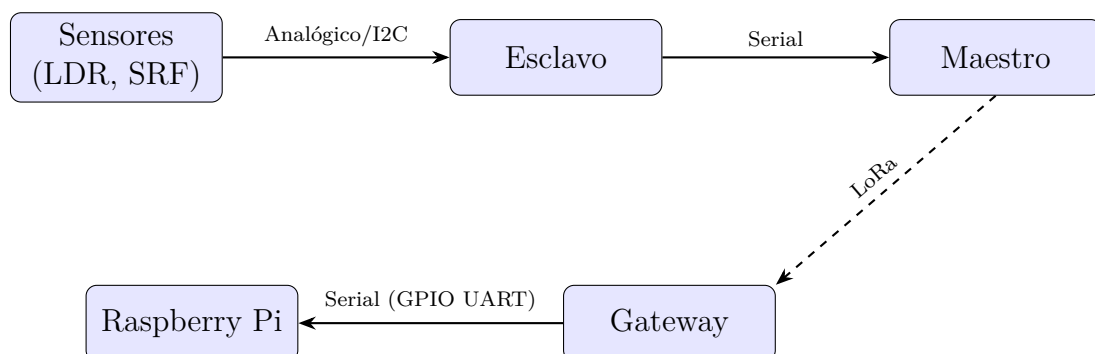 Sensores
(LDR, SRF)
Analógico/I2C
Esclavo
Serial
Maestro
LoRa
Raspberry Pi
Serial (GPIO UART)
Gateway